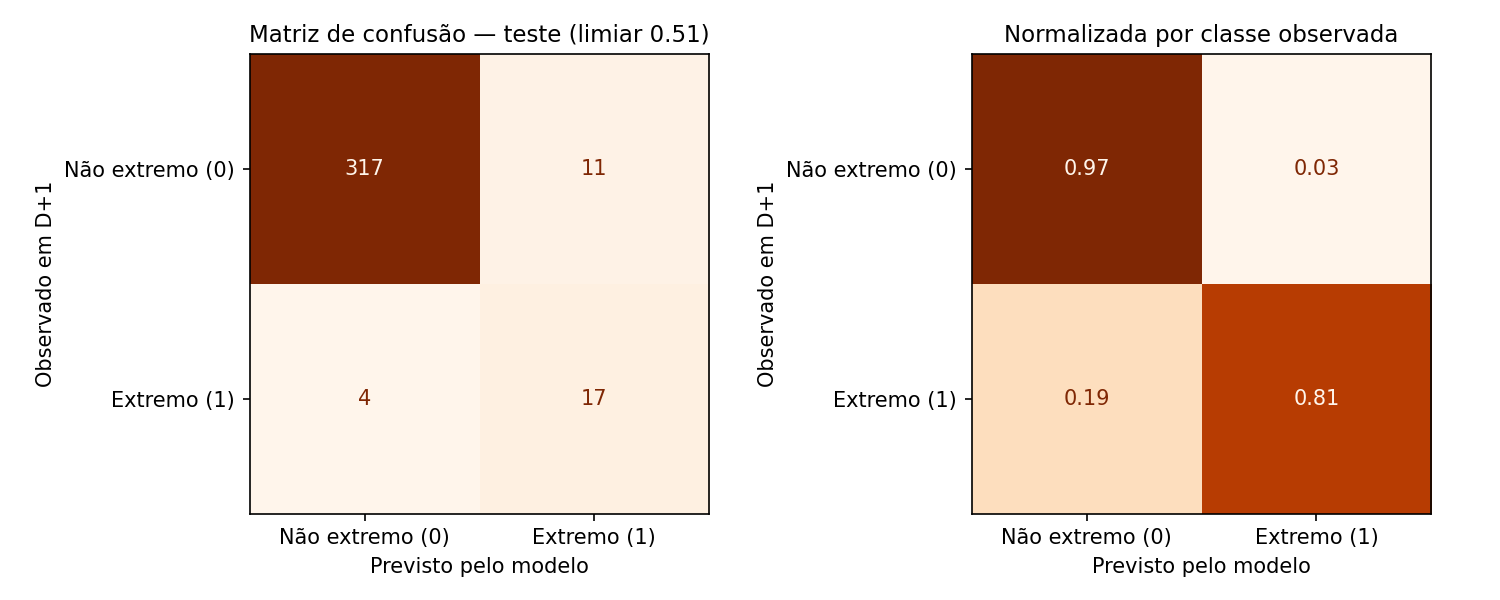 Matriz de confusão — teste (limiar 0.51)
Observado em D+1
Não extremo (0)
317
11
Extremo (1)
4
17
Não extremo (0)
Extremo (1)
Previsto pelo modelo
Normalizada por classe observada
Observado em D+1
Não extremo (0)
0.97
0.03
Extremo (1)
0.19
0.81
Não extremo (0)
Extremo (1)
Previsto pelo modelo